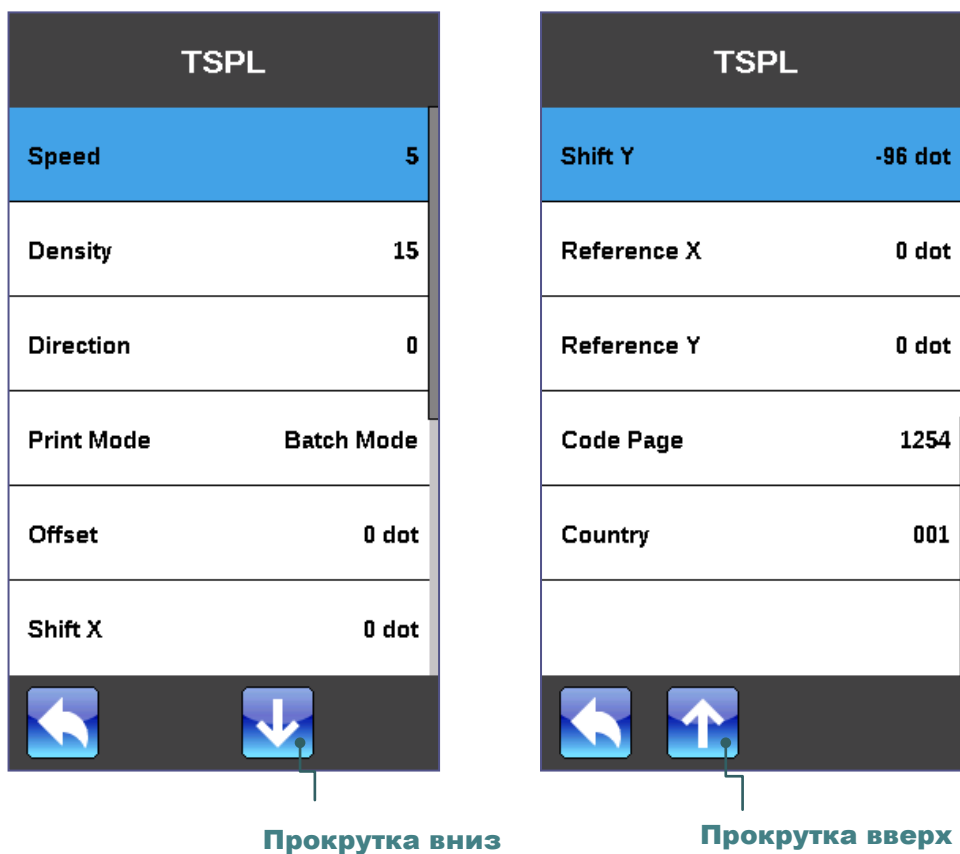 TSPL
Speed 5
Density 15
Direction 0
Print Mode Batch Mode
Offset 0 dot
Shift X 0 dot
Прокрутка вниз
TSPL
Shift Y -96 dot
Reference X 0 dot
Reference Y 0 dot
Code Page 1254
Country 001
Прокрутка вверх